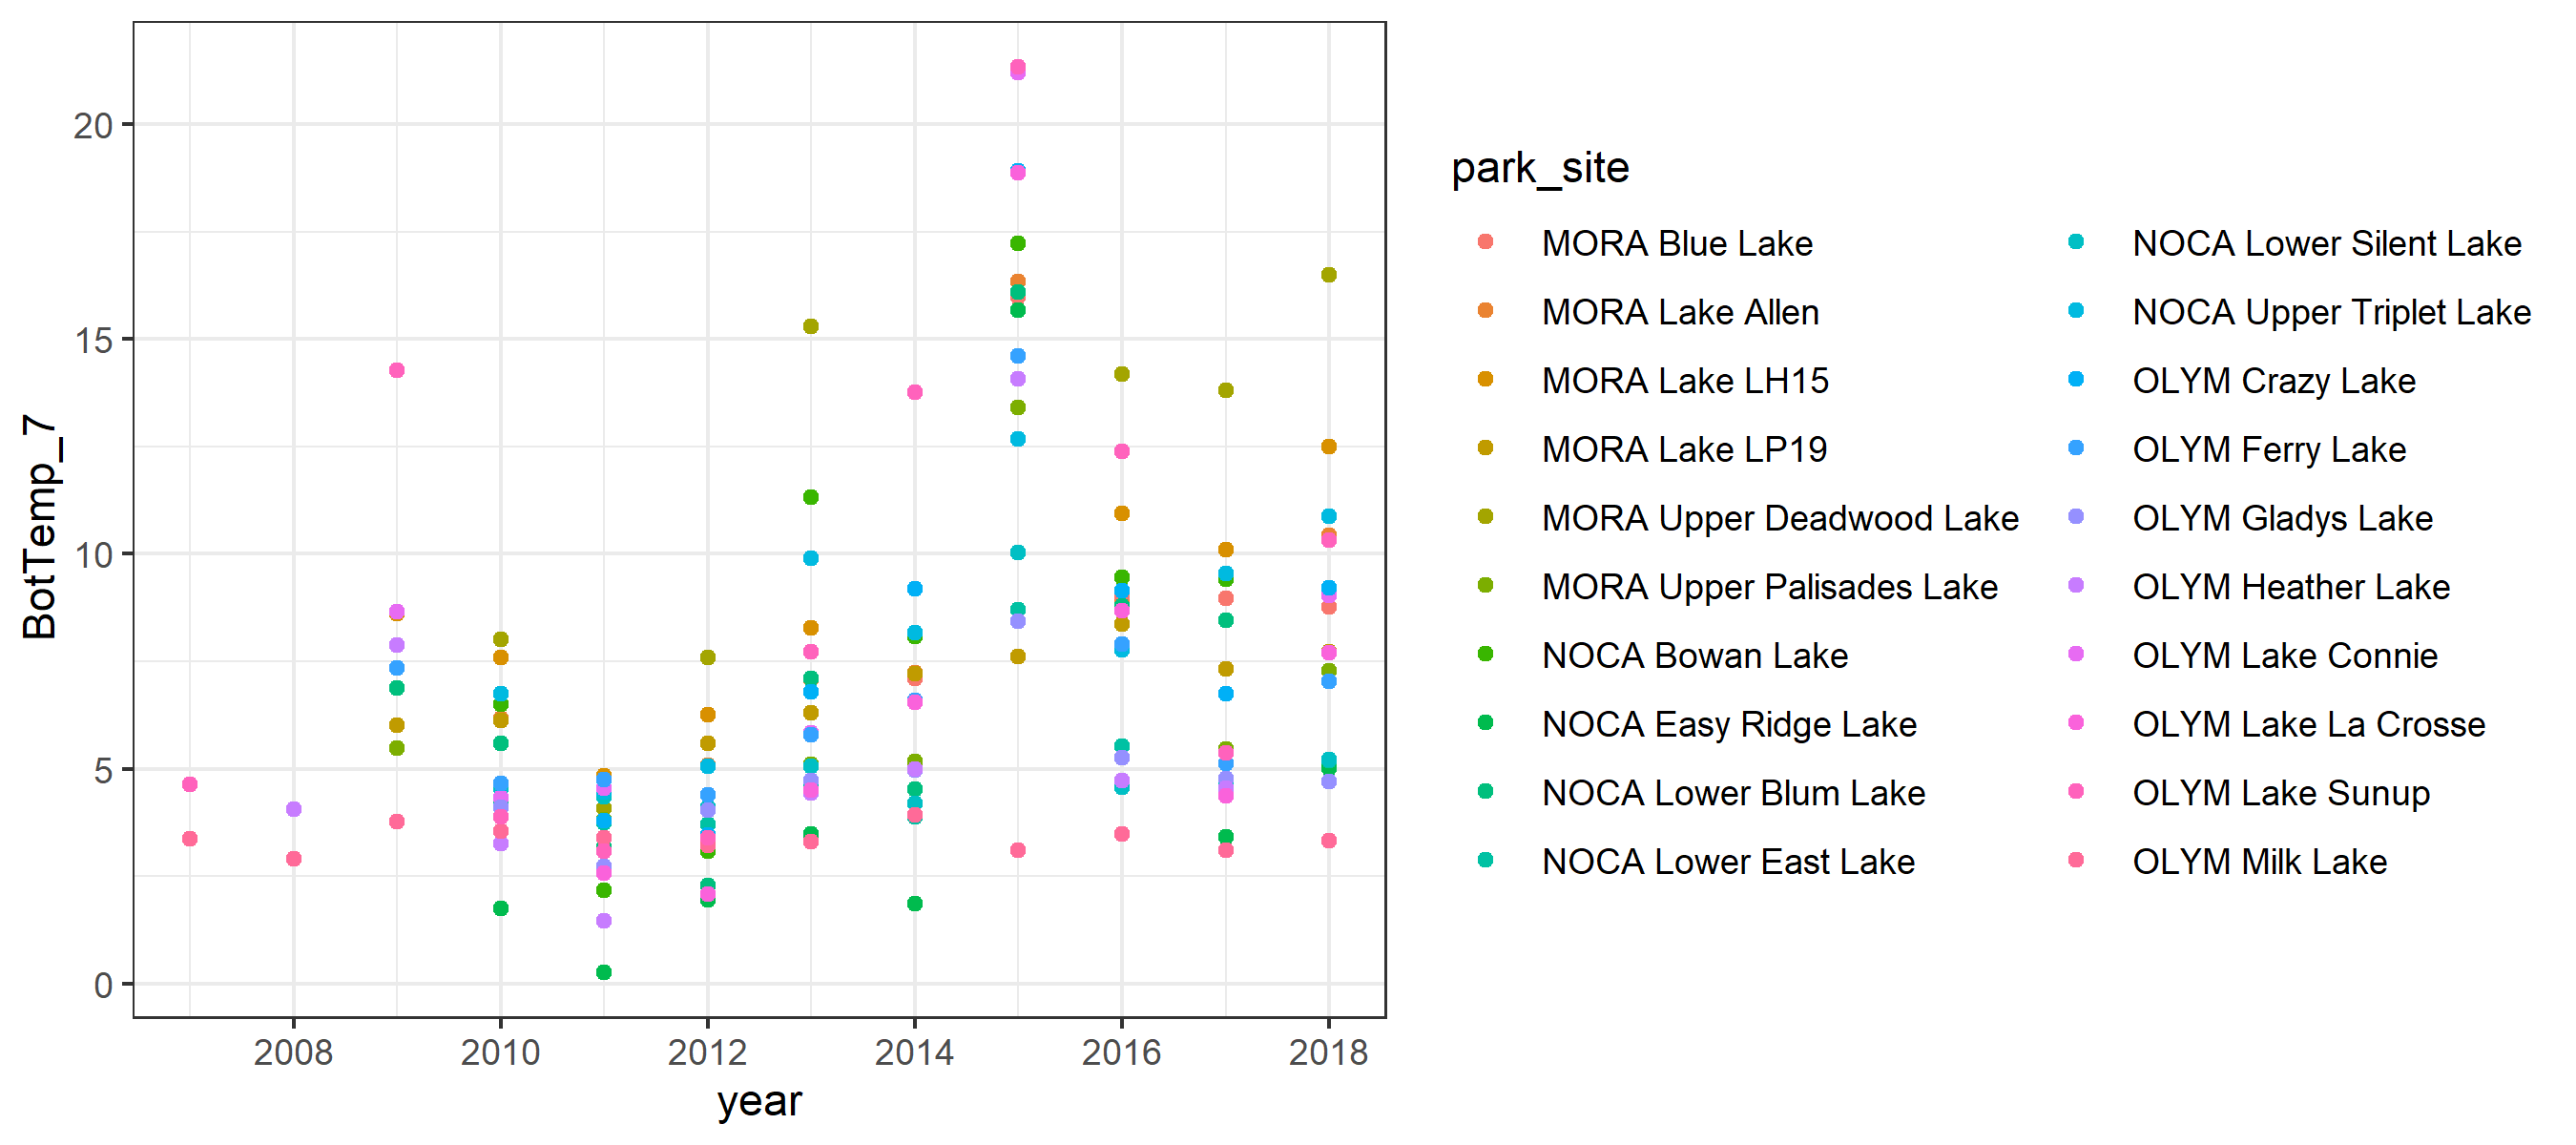 BotTemp_7
20
15
10
5
0
2008
2010
2012
2014
2016
2018
year
park_site
MORA Blue Lake
MORA Lake Allen
MORA Lake LH15
MORA Lake LP19
MORA Upper Deadwood Lake
MORA Upper Palisades Lake
NOCA Bowan Lake
NOCA Easy Ridge Lake
NOCA Lower Blum Lake
NOCA Lower East Lake
NOCA Lower Silent Lake
NOCA Upper Triplet Lake
OLYM Crazy Lake
OLYM Ferry Lake
OLYM Gladys Lake
OLYM Heather Lake
OLYM Lake Connie
OLYM Lake La Crosse
OLYM Lake Sunup
OLYM Milk Lake